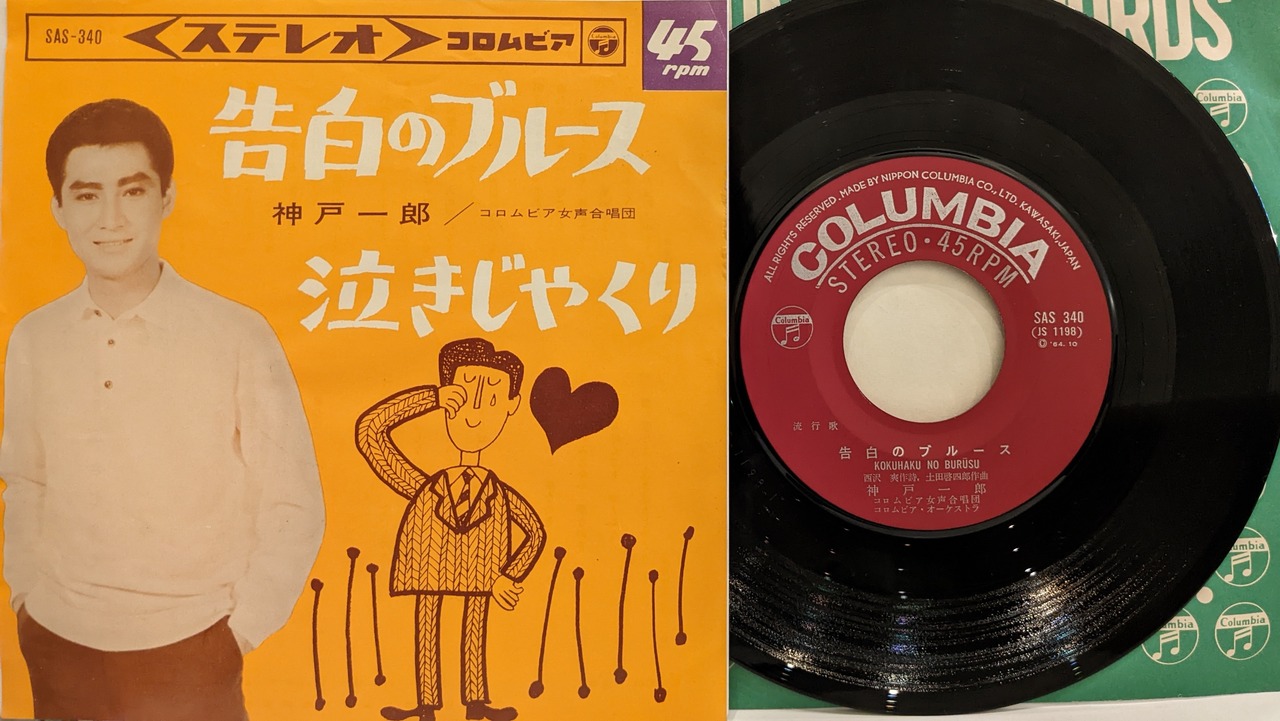 SAS-340
ステレオ
コロムビア
Columbia
45
rpm
告白のブルース
神戸一郎／コロムビア女声合唱団
泣きじゃくり
RDS
Columbia
ALL RIGHTS RESERVED. MADE BY NIPPON COLUMBIA CO., LTD. KAWASAKI, JAPAN
COLUMBIA
STEREO・45RPM
Columbia
SAS 340
(JS 1198)
Ⓟ '64. 10
流行歌
告白のブルース
KOKUHAKU NO BURŪSU
西沢 爽作詩、土田啓四郎作曲
神戸一郎
コロムビア女声合唱団
コロムビア・オーケストラ
umbia
umbia
Columbia